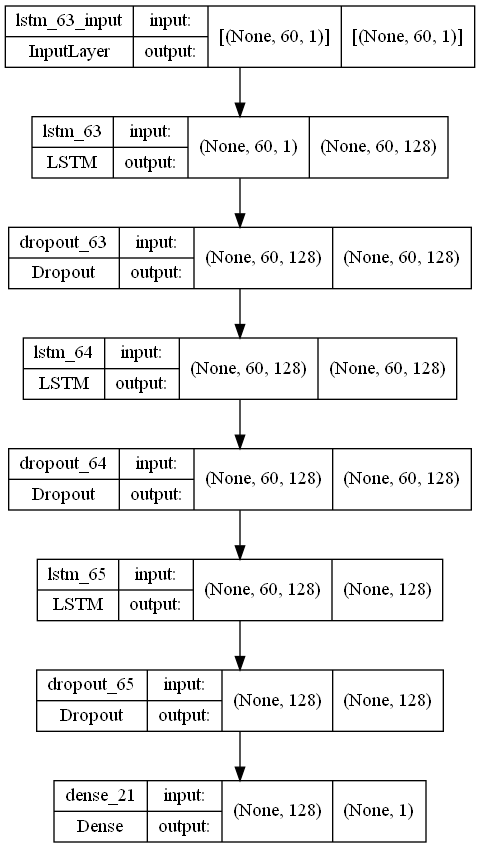 lstm_63_input input: [(None, 60, 1)] [(None, 60, 1)]
InputLayer output:
lstm_63 input: (None, 60, 1) (None, 60, 128)
LSTM output:
dropout_63 input: (None, 60, 128) (None, 60, 128)
Dropout output:
lstm_64 input: (None, 60, 128) (None, 60, 128)
LSTM output:
dropout_64 input: (None, 60, 128) (None, 60, 128)
Dropout output:
lstm_65 input: (None, 60, 128) (None, 128)
LSTM output:
dropout_65 input: (None, 128) (None, 128)
Dropout output:
dense_21 input: (None, 128) (None, 1)
Dense output: